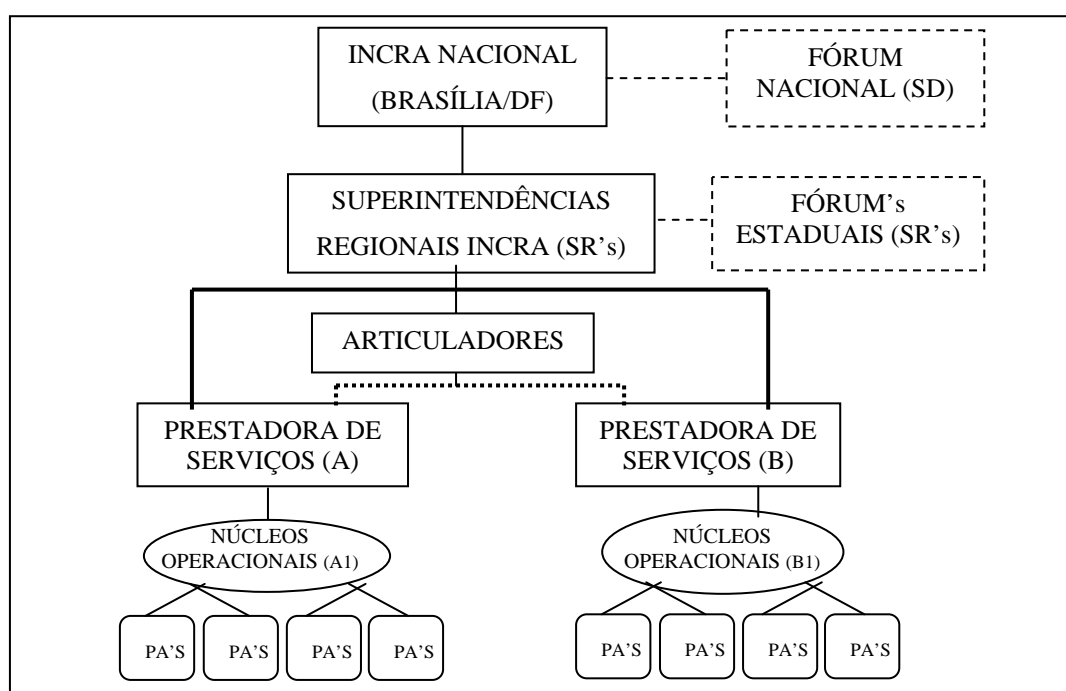 INCRA NACIONAL
(BRASÍLIA/DF)
FÓRUM
NACIONAL (SD)
SUPERINTENDÊNCIAS
REGIONAIS INCRA (SR's)
FÓRUM's
ESTADUAIS (SR's)
ARTICULADORES
PRESTADORA DE
SERVIÇOS (A)
PRESTADORA DE
SERVIÇOS (B)
NÚCLEOS
OPERACIONAIS (A1)
NÚCLEOS
OPERACIONAIS (B1)
PA'S
PA'S
PA'S
PA'S
PA'S
PA'S
PA'S
PA'S